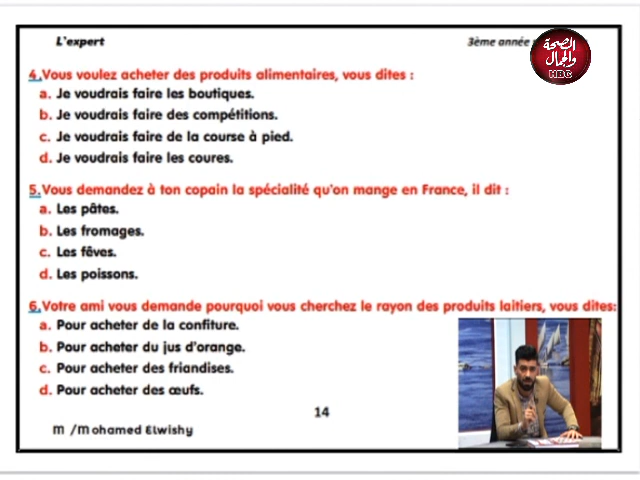 L'expert
3ème année
الصحة
والجمال
HBC
4.Vous voulez acheter des produits alimentaires, vous dites :
a. Je voudrais faire les boutiques.
b. Je voudrais faire des compétitions.
c. Je voudrais faire de la course à pied.
d. Je voudrais faire les coures.
5.Vous demandez à ton copain la spécialité qu'on mange en France, il dit :
a. Les pâtes.
b. Les fromages.
c. Les fêves.
d. Les poissons.
6.Votre ami vous demande pourquoi vous cherchez le rayon des produits laitiers, vous dites:
a. Pour acheter de la confiture.
b. Pour acheter du jus d'orange.
c. Pour acheter des friandises.
d. Pour acheter des œufs.
14
m /Mohamed Elwishy